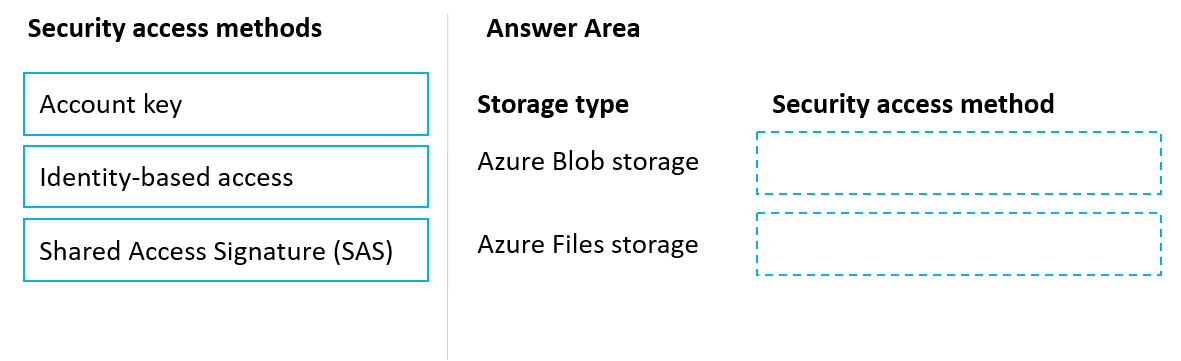 Security access methods
Account key
Identity-based access
Shared Access Signature (SAS)
Answer Area
Storage type
Security access method
Azure Blob storage
Azure Files storage